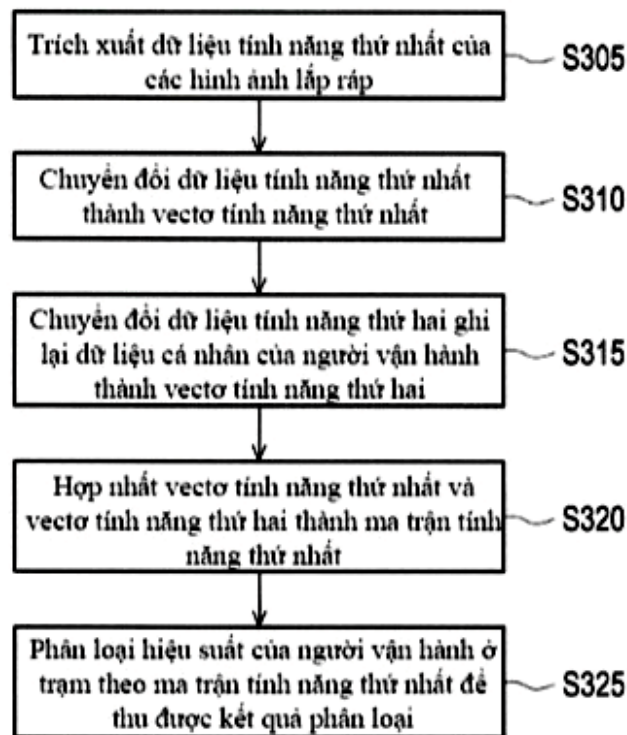 Trích xuất dữ liệu tính năng thứ nhất của
các hình ảnh lắp ráp
S305
Chuyển đổi dữ liệu tính năng thứ nhất
thành vectơ tính năng thứ nhất
S310
Chuyển đổi dữ liệu tính năng thứ hai ghi
lại dữ liệu cá nhân của người vận hành
thành vectơ tính năng thứ hai
S315
Hợp nhất vectơ tính năng thứ nhất và
vectơ tính năng thứ hai thành ma trận tính
năng thứ nhất
S320
Phân loại hiệu suất của người vận hành ở
trạm theo ma trận tính năng thứ nhất để
thu được kết quả phân loại
S325